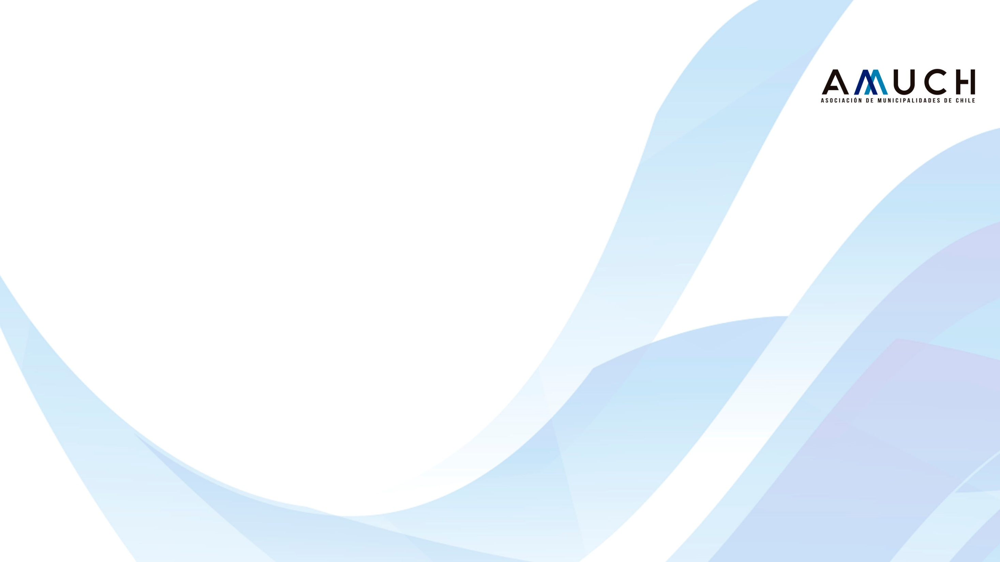 AMUCH
ASOCIACIÓN DE MUNICIPALIDADES DE CHILE